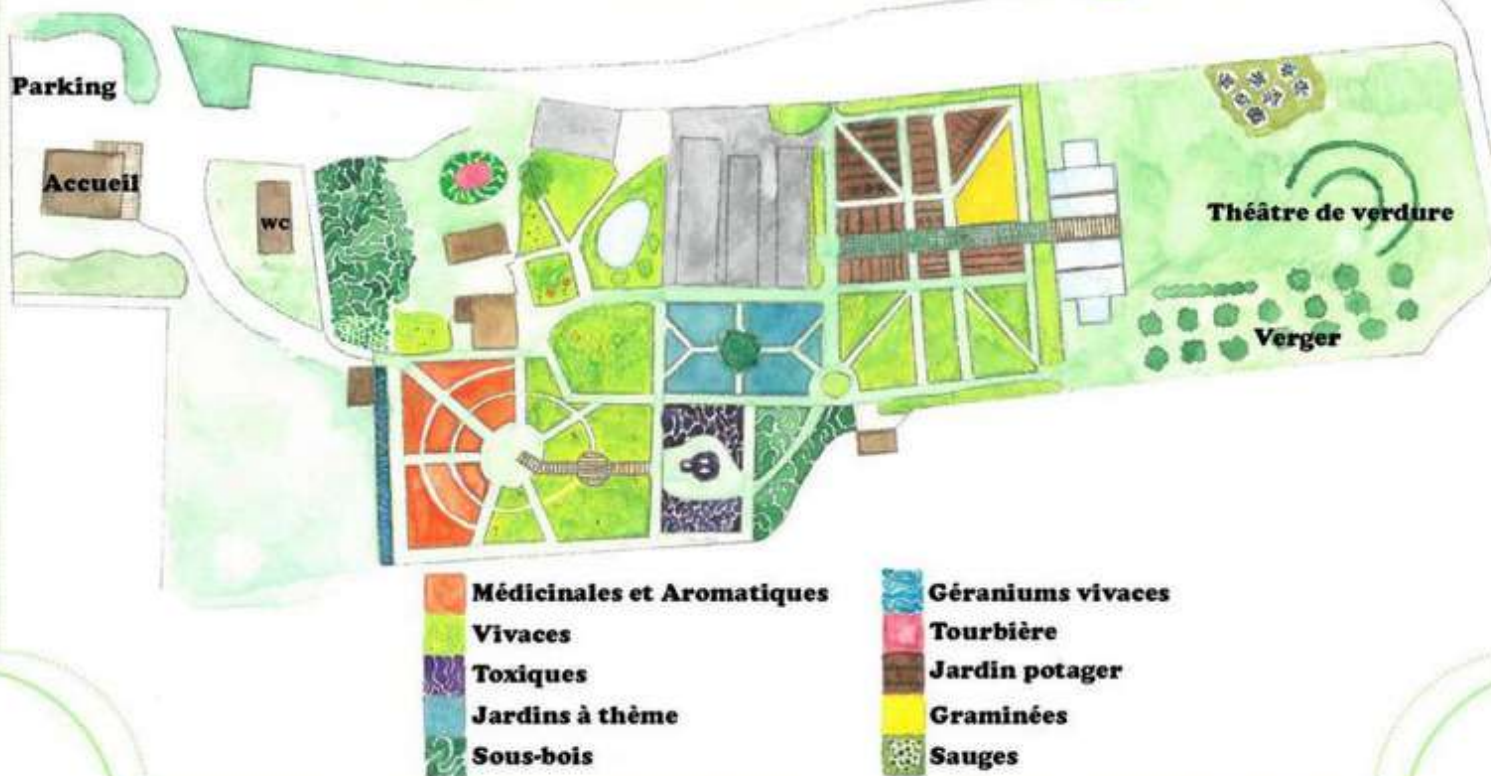 Parking
Accueil
WC
Théâtre de verdure
Verger
Médicinales et Aromatiques
Vivaces
Toxiques
Jardins à thème
Sous-bois
Géraniums vivaces
Tourbière
Jardin potager
Graminées
Sauges